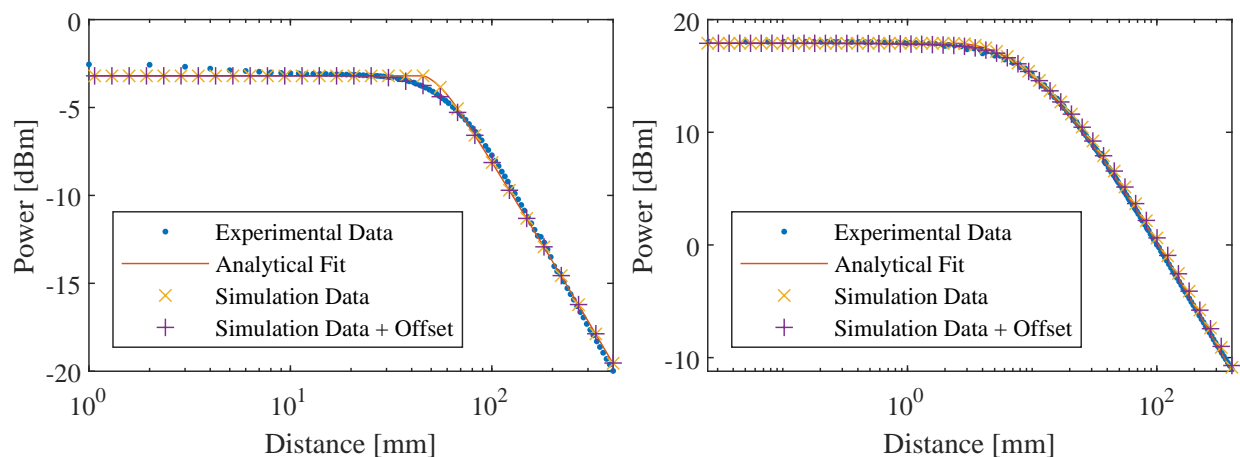 0
-5
-10
-15
-20
Power [dBm]
Experimental Data
Analytical Fit
Simulation Data
Simulation Data + Offset
10^0
10^1
10^2
Distance [mm]
20
10
0
-10
Power [dBm]
Experimental Data
Analytical Fit
Simulation Data
Simulation Data + Offset
10^0
10^2
Distance [mm]